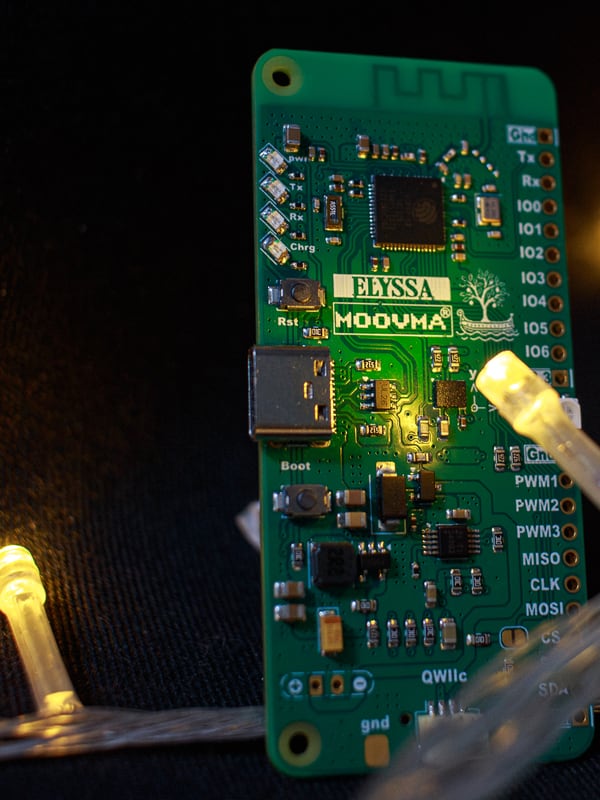 Gnd
pwr
Tx
Tx
Rx
Rx
IO0
Chrg
IO1
IO2
ELYSSA
IO3
MOOVMA®
IO4
Rst
IO5
IO6
Gnd
Boot
PWM1
PWM2
PWM3
MISO
CLK
MOSI
CS
QWIIc
SDA
gnd